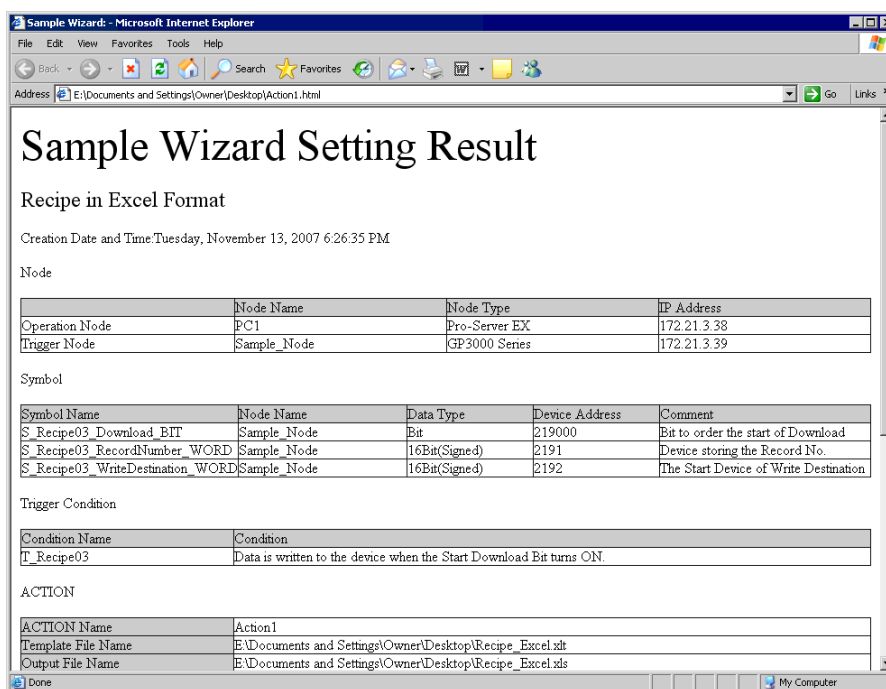 Sample Wizard: - Microsoft Internet Explorer
File Edit View Favorites Tools Help
Back Search Favorites
Address E:\Documents and Settings\Owner\Desktop\Action1.html Go Links
Sample Wizard Setting Result
Recipe in Excel Format
Creation Date and Time:Tuesday, November 13, 2007 6:26:35 PM
Node
Node Name Node Type IP Address
Operation Node PC1 Pro-Server EX 172.21.3.38
Trigger Node Sample_Node GP3000 Series 172.21.3.39
Symbol
Symbol Name Node Name Data Type Device Address Comment
S_Recipe03_Download_BIT Sample_Node Bit 219000 Bit to order the start of Download
S_Recipe03_RecordNumber_WORD Sample_Node 16Bit(Signed) 2191 Device storing the Record No.
S_Recipe03_WriteDestination_WORD Sample_Node 16Bit(Signed) 2192 The Start Device of Write Destination
Trigger Condition
Condition Name Condition
T_Recipe03 Data is written to the device when the Start Download Bit turns ON.
ACTION
ACTION Name Action1
Template File Name E:\Documents and Settings\Owner\Desktop\Recipe_Excel.xlt
Output File Name E:\Documents and Settings\Owner\Desktop\Recipe_Excel.xls
Done My Computer